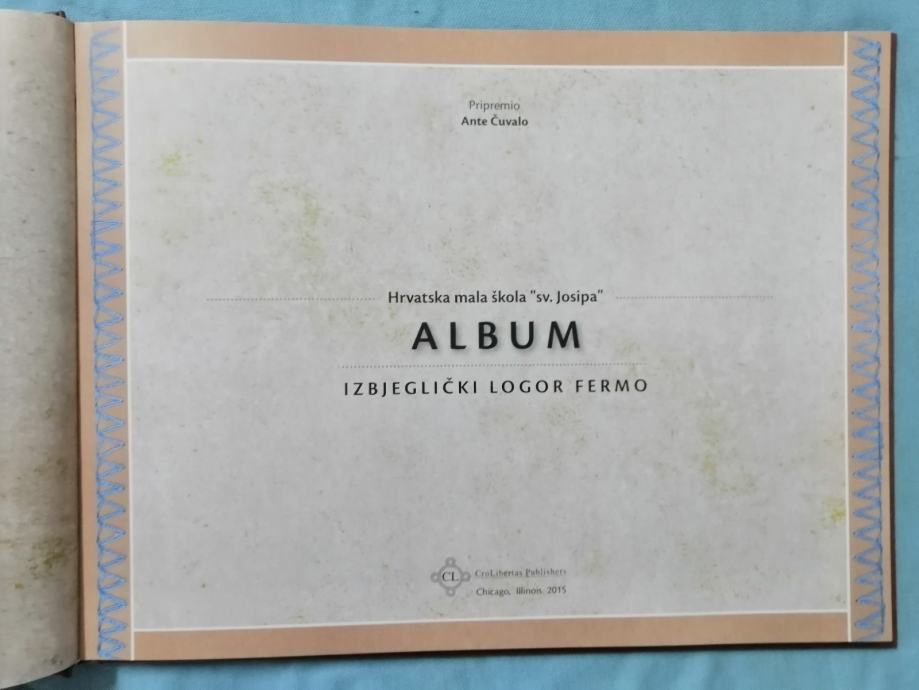 Pripremio
Ante Čuvalo
Hrvatska mala škola "sv. Josipa"
ALBUM
IZBJEGLIČKI LOGOR FERMO
CL CroLibertas Publishers
Chicago, Illinois 2015